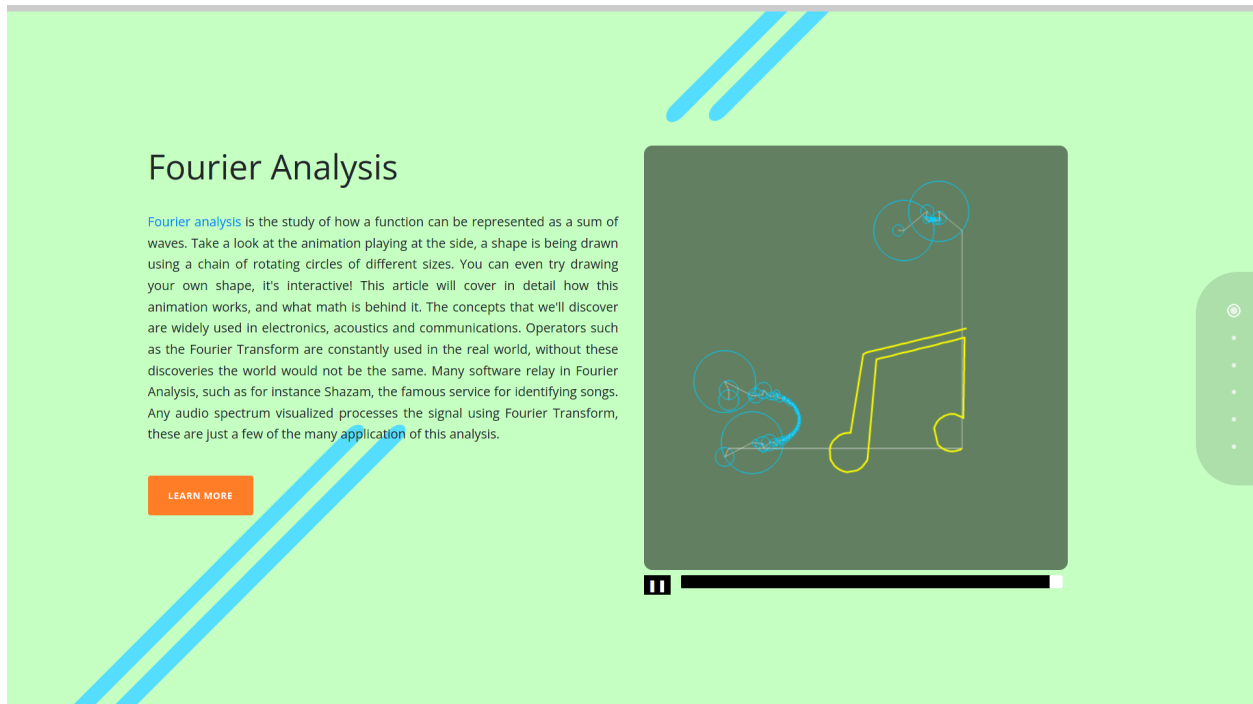 Fourier Analysis
Fourier analysis is the study of how a function can be represented as a sum of
waves. Take a look at the animation playing at the side, a shape is being drawn
using a chain of rotating circles of different sizes. You can even try drawing
your own shape, it's interactive! This article will cover in detail how this
animation works, and what math is behind it. The concepts that we'll discover
are widely used in electronics, acoustics and communications. Operators such
as the Fourier Transform are constantly used in the real world, without these
discoveries the world would not be the same. Many software relay in Fourier
Analysis, such as for instance Shazam, the famous service for identifying songs.
Any audio spectrum visualized processes the signal using Fourier Transform,
these are just a few of the many application of this analysis.
LEARN MORE